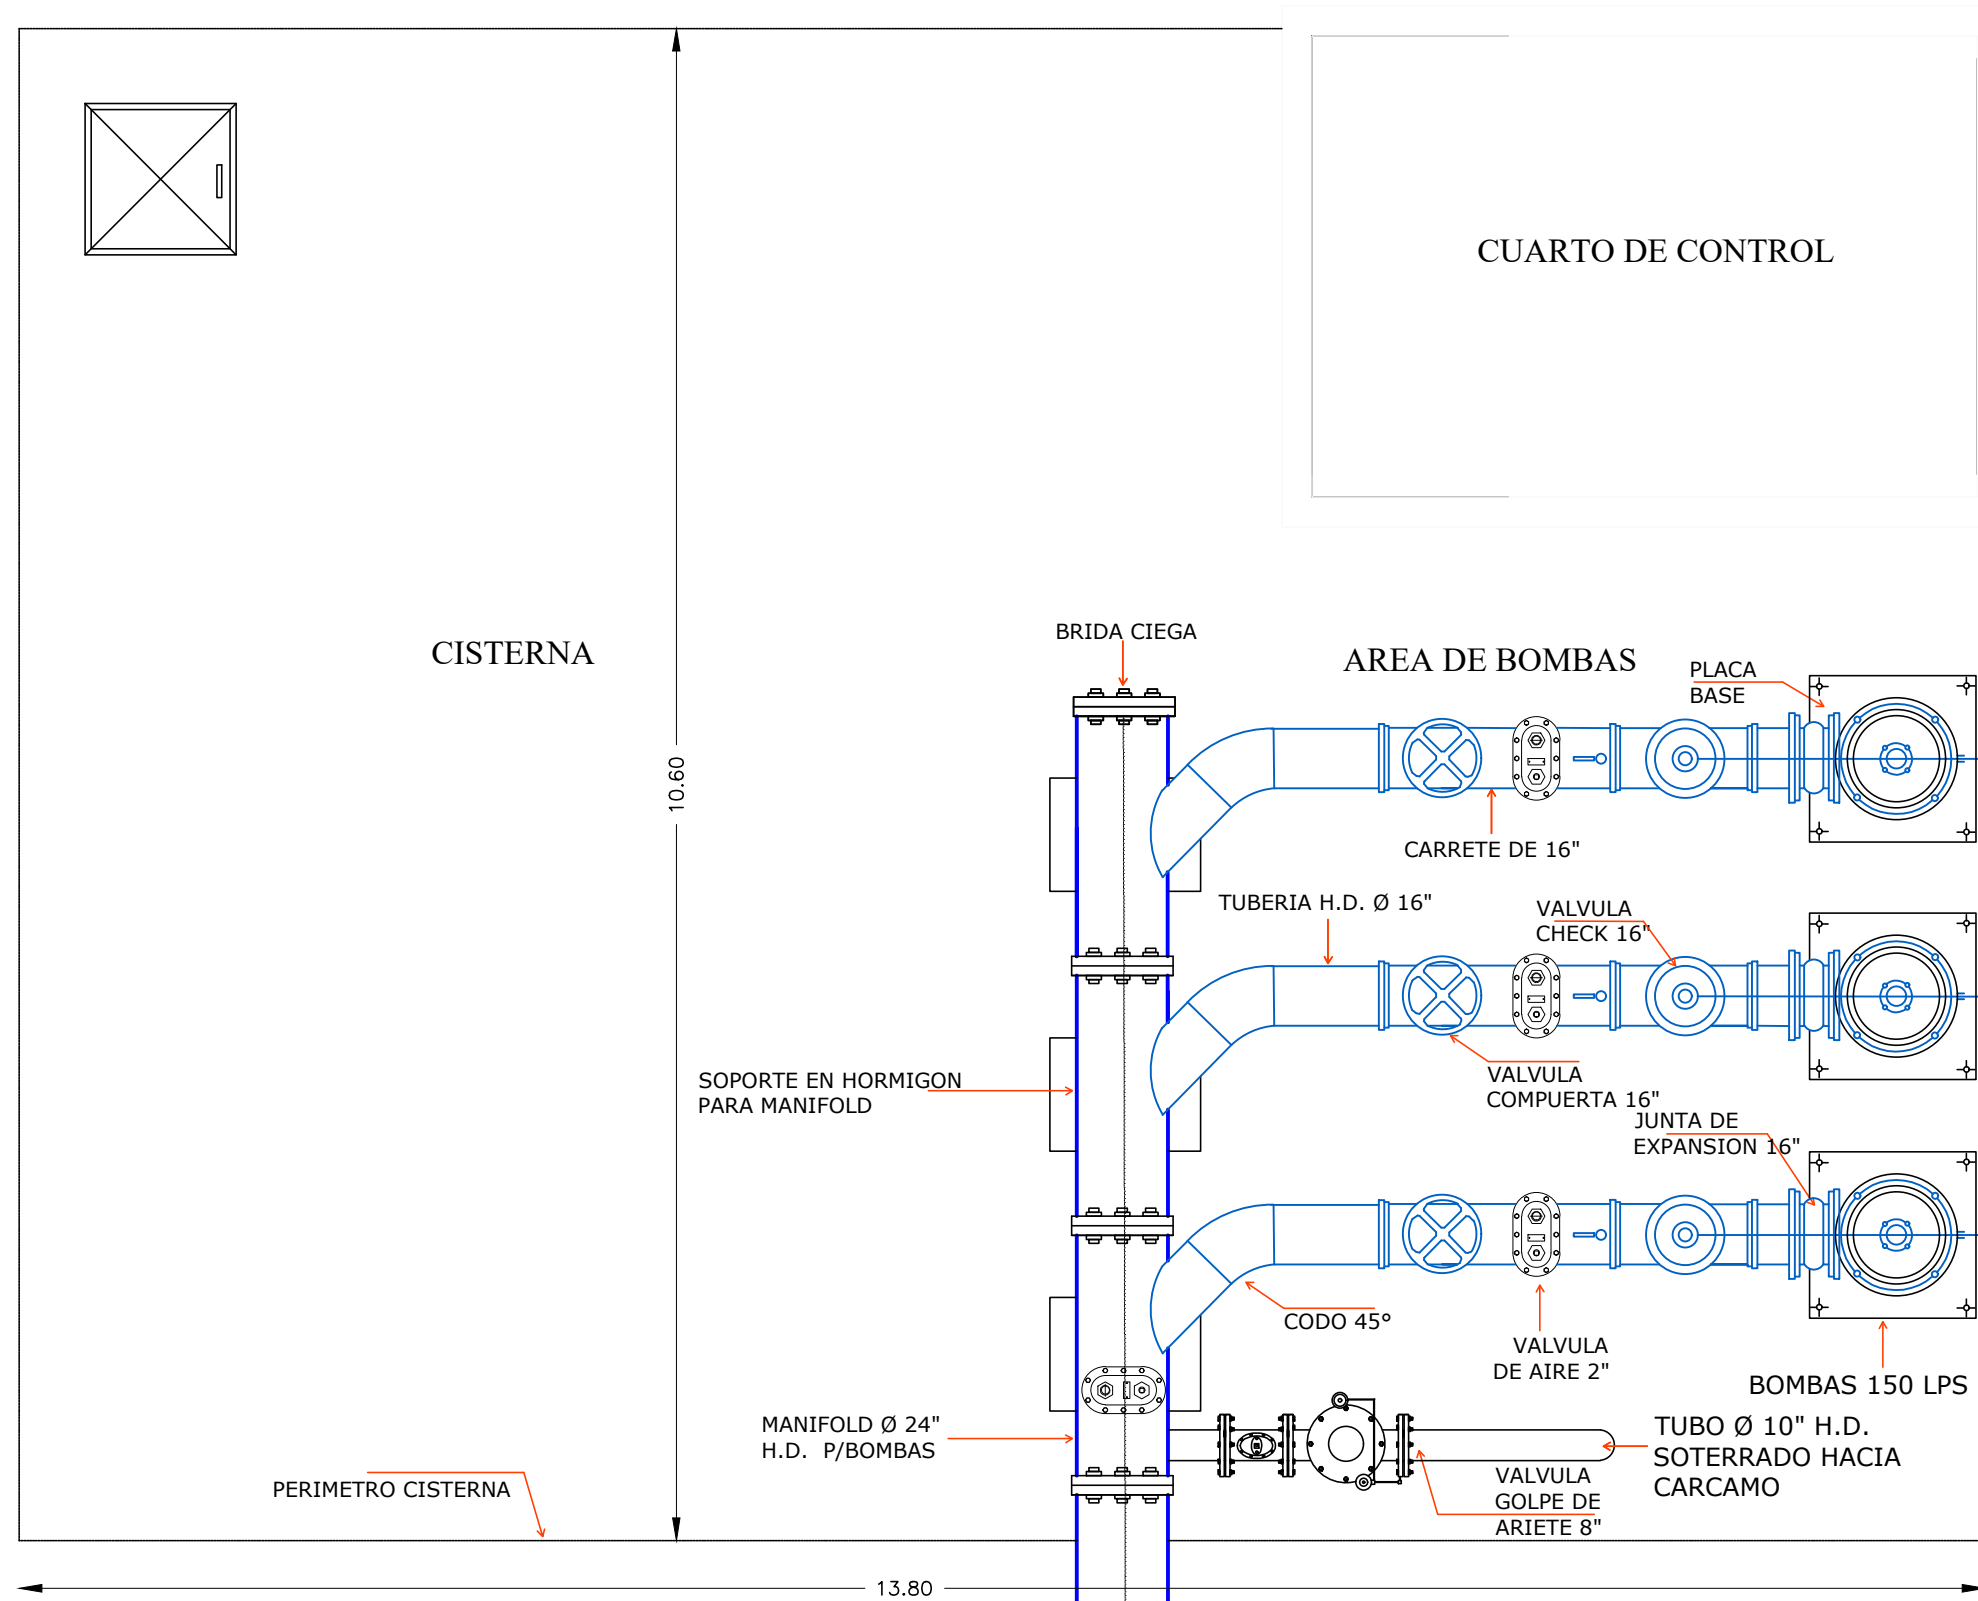 CUARTO DE CONTROL
CISTERNA
10.60
BRIDA CIEGA
AREA DE BOMBAS
PLACA
BASE
CARRETE DE 16"
TUBERIA H.D. Ø 16"
VALVULA
CHECK 16"
SOPORTE EN HORMIGON
PARA MANIFOLD
VALVULA
COMPUERTA 16"
JUNTA DE
EXPANSION 16"
CODO 45°
VALVULA
DE AIRE 2"
BOMBAS 150 LPS
MANIFOLD Ø 24"
H.D. P/BOMBAS
TUBO Ø 10" H.D.
SOTERRADO HACIA
CARCAMO
VALVULA
GOLPE DE
ARIETE 8"
PERIMETRO CISTERNA
13.80